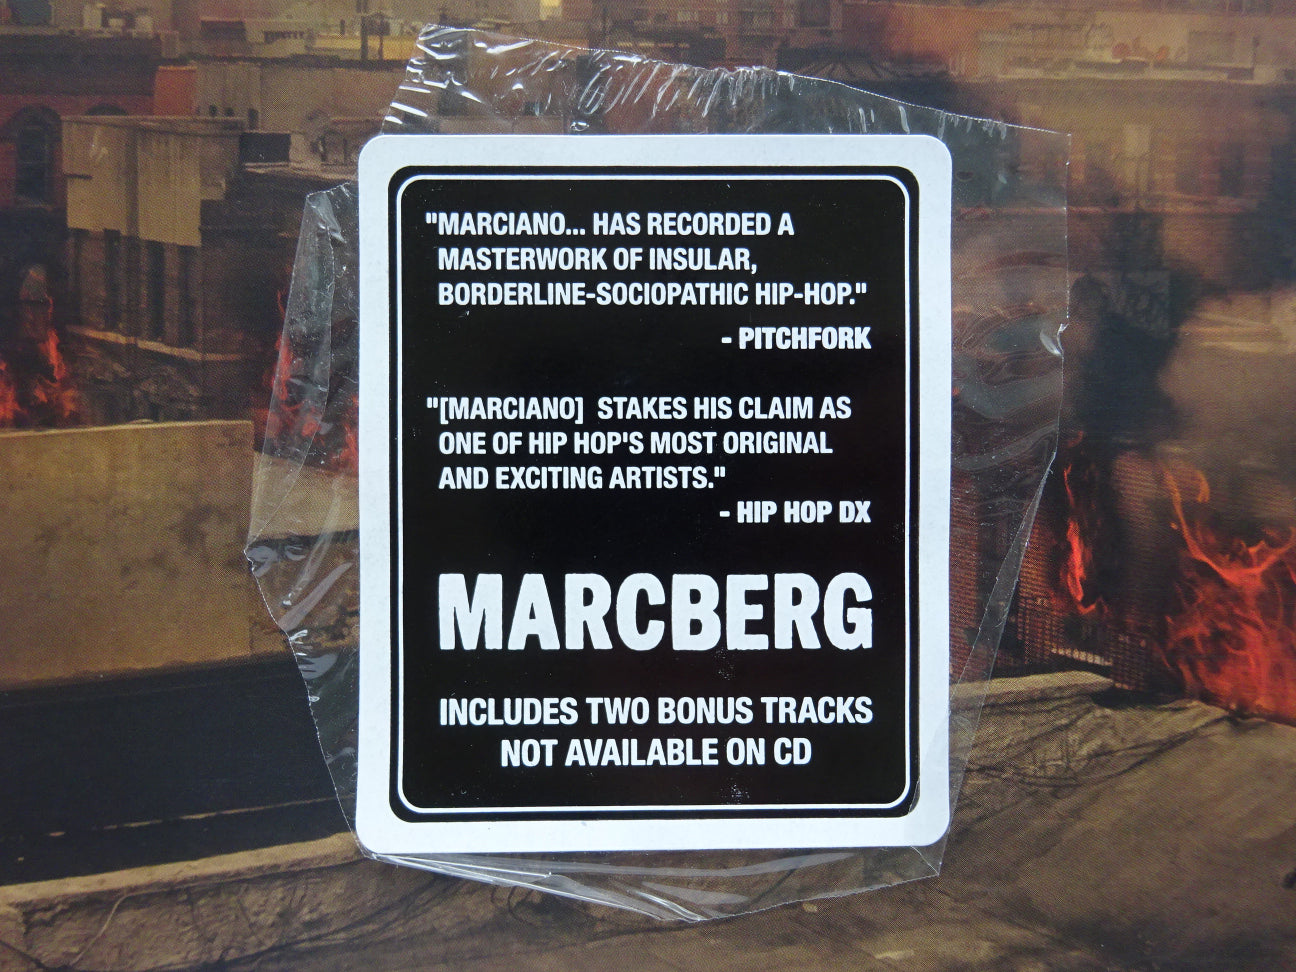 "MARCIANO... HAS RECORDED A
MASTERWORK OF INSULAR,
BORDERLINE-SOCIOPATHIC HIP-HOP."
- PITCHFORK
"[MARCIANO] STAKES HIS CLAIM AS
ONE OF HIP HOP'S MOST ORIGINAL
AND EXCITING ARTISTS."
- HIP HOP DX
MARCBERG
INCLUDES TWO BONUS TRACKS
NOT AVAILABLE ON CD